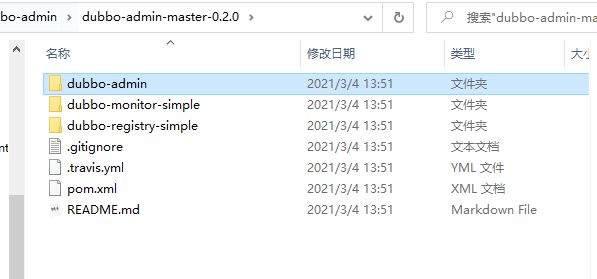 bo-admin › dubbo-admin-master-0.2.0 ›
搜索"dubbo-admin-ma
名称 修改日期 类型 大小
dubbo-admin 2021/3/4 13:51 文件夹
dubbo-monitor-simple 2021/3/4 13:51 文件夹
dubbo-registry-simple 2021/3/4 13:51 文件夹
.gitignore 2021/3/4 13:51 文本文档
.travis.yml 2021/3/4 13:51 YML 文件
pom.xml 2021/3/4 13:51 XML 文档
README.md 2021/3/4 13:51 Markdown File